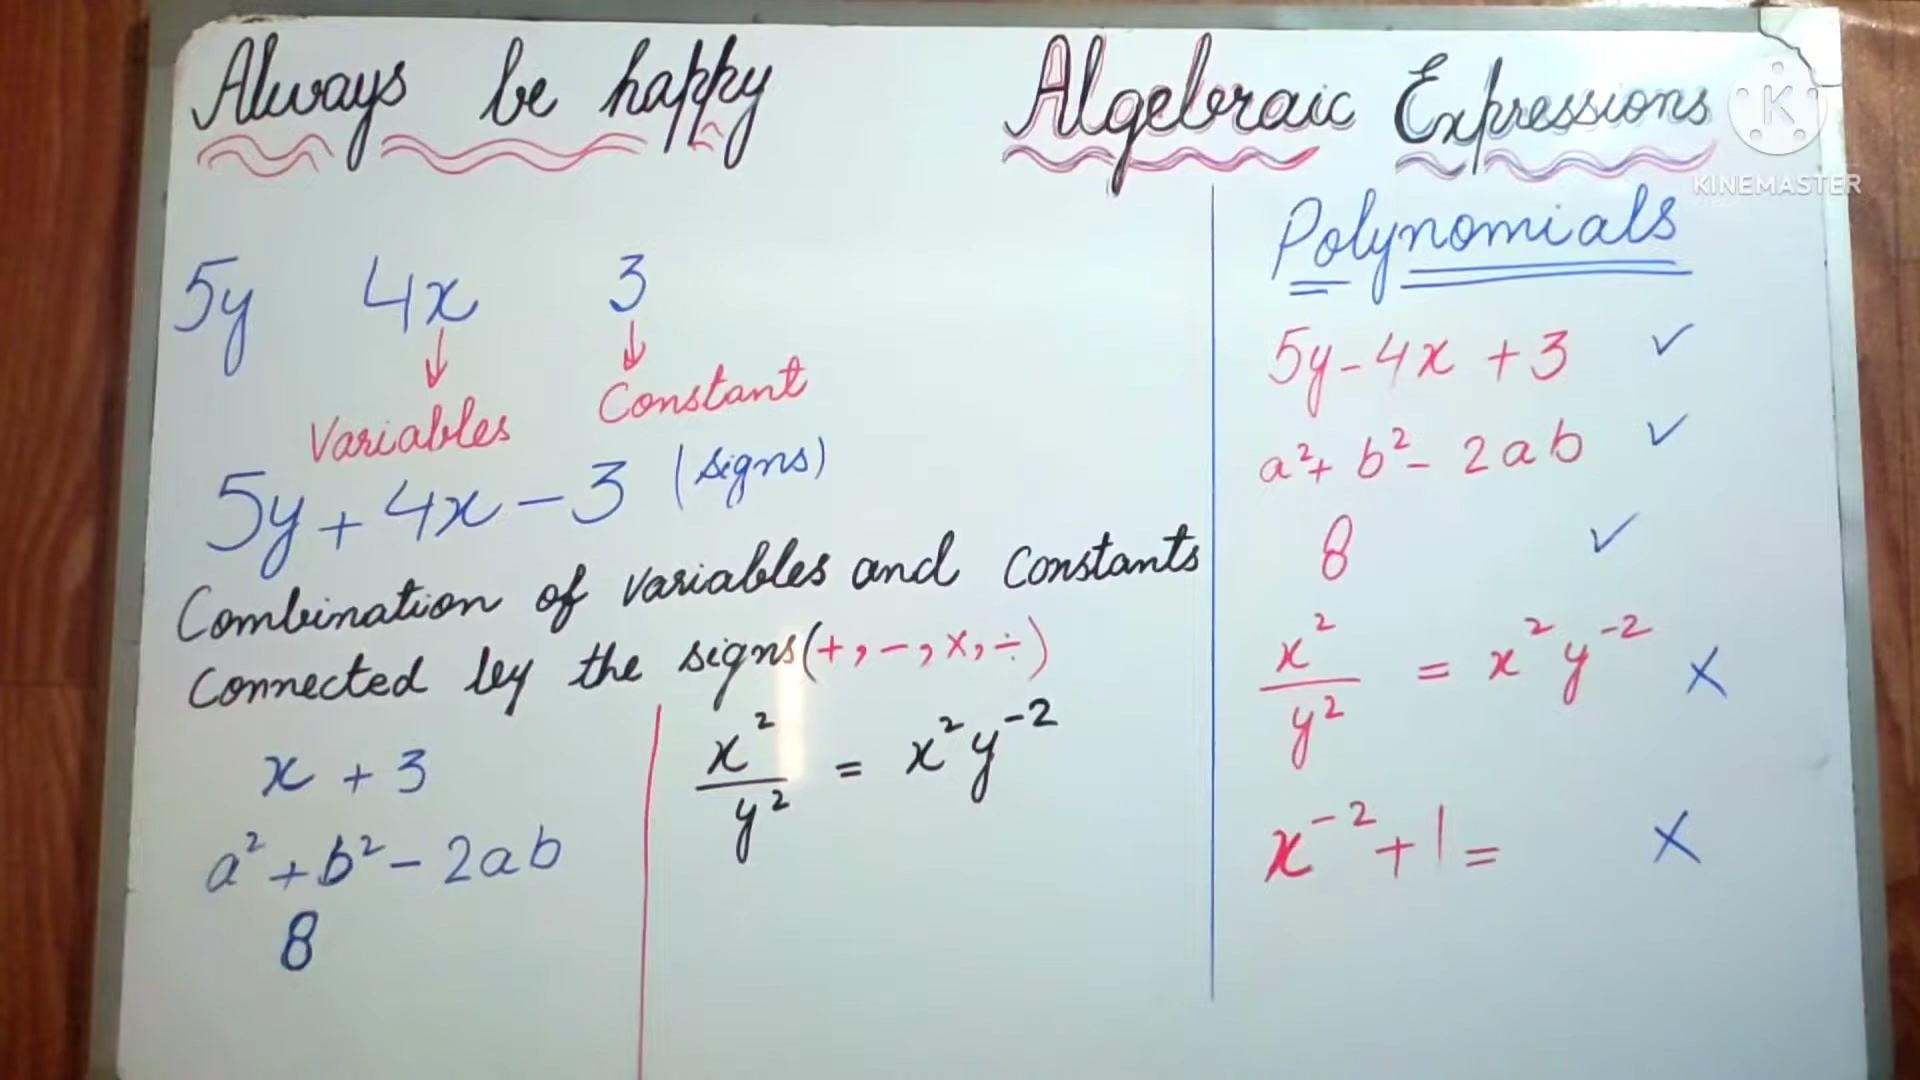 Always be happy
Algebraic Expressions
KINEMASTER
5y 4x 3
Variables Constant
5y + 4x - 3 (signs)
Combination of variables and constants
connected by the signs (+, -, ×, ÷)
x + 3
a² + b² - 2ab
8
x²/y² = x²y⁻²
Polynomials
5y - 4x + 3 ✓
a² + b² - 2ab ✓
8 ✓
x²/y² = x²y⁻² ×
x⁻² + 1 = ×